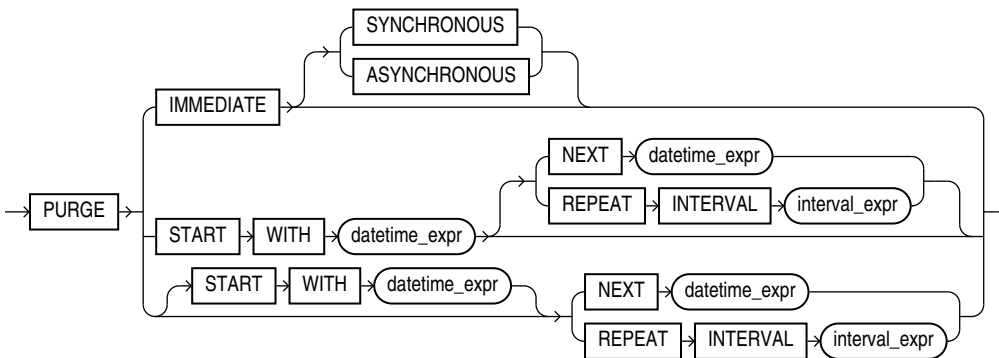 SYNCHRONOUS
ASYNCHRONOUS
IMMEDIATE
NEXT datetime_expr
REPEAT INTERVAL interval_expr
PURGE
START WITH datetime_expr
START WITH datetime_expr
NEXT datetime_expr
REPEAT INTERVAL interval_expr